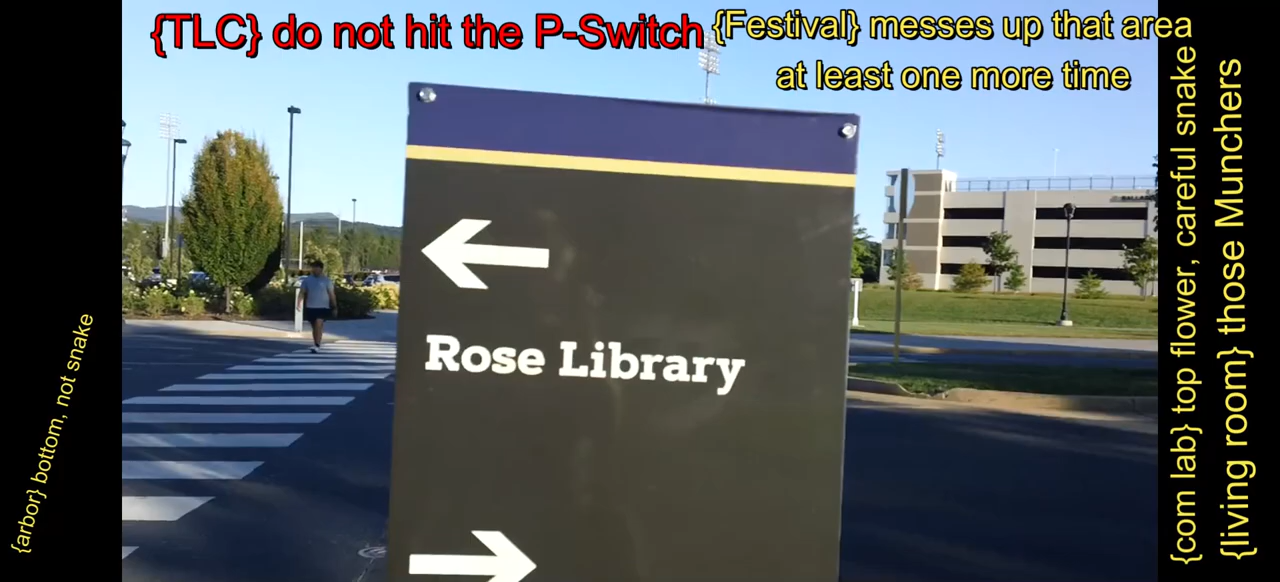 {TLC} do not hit the P-Switch
{Festival} messes up that area
at least one more time
Rose Library
{arbor} bottom, not snake
{com lab} top flower, careful snake
{living room} those Munchers